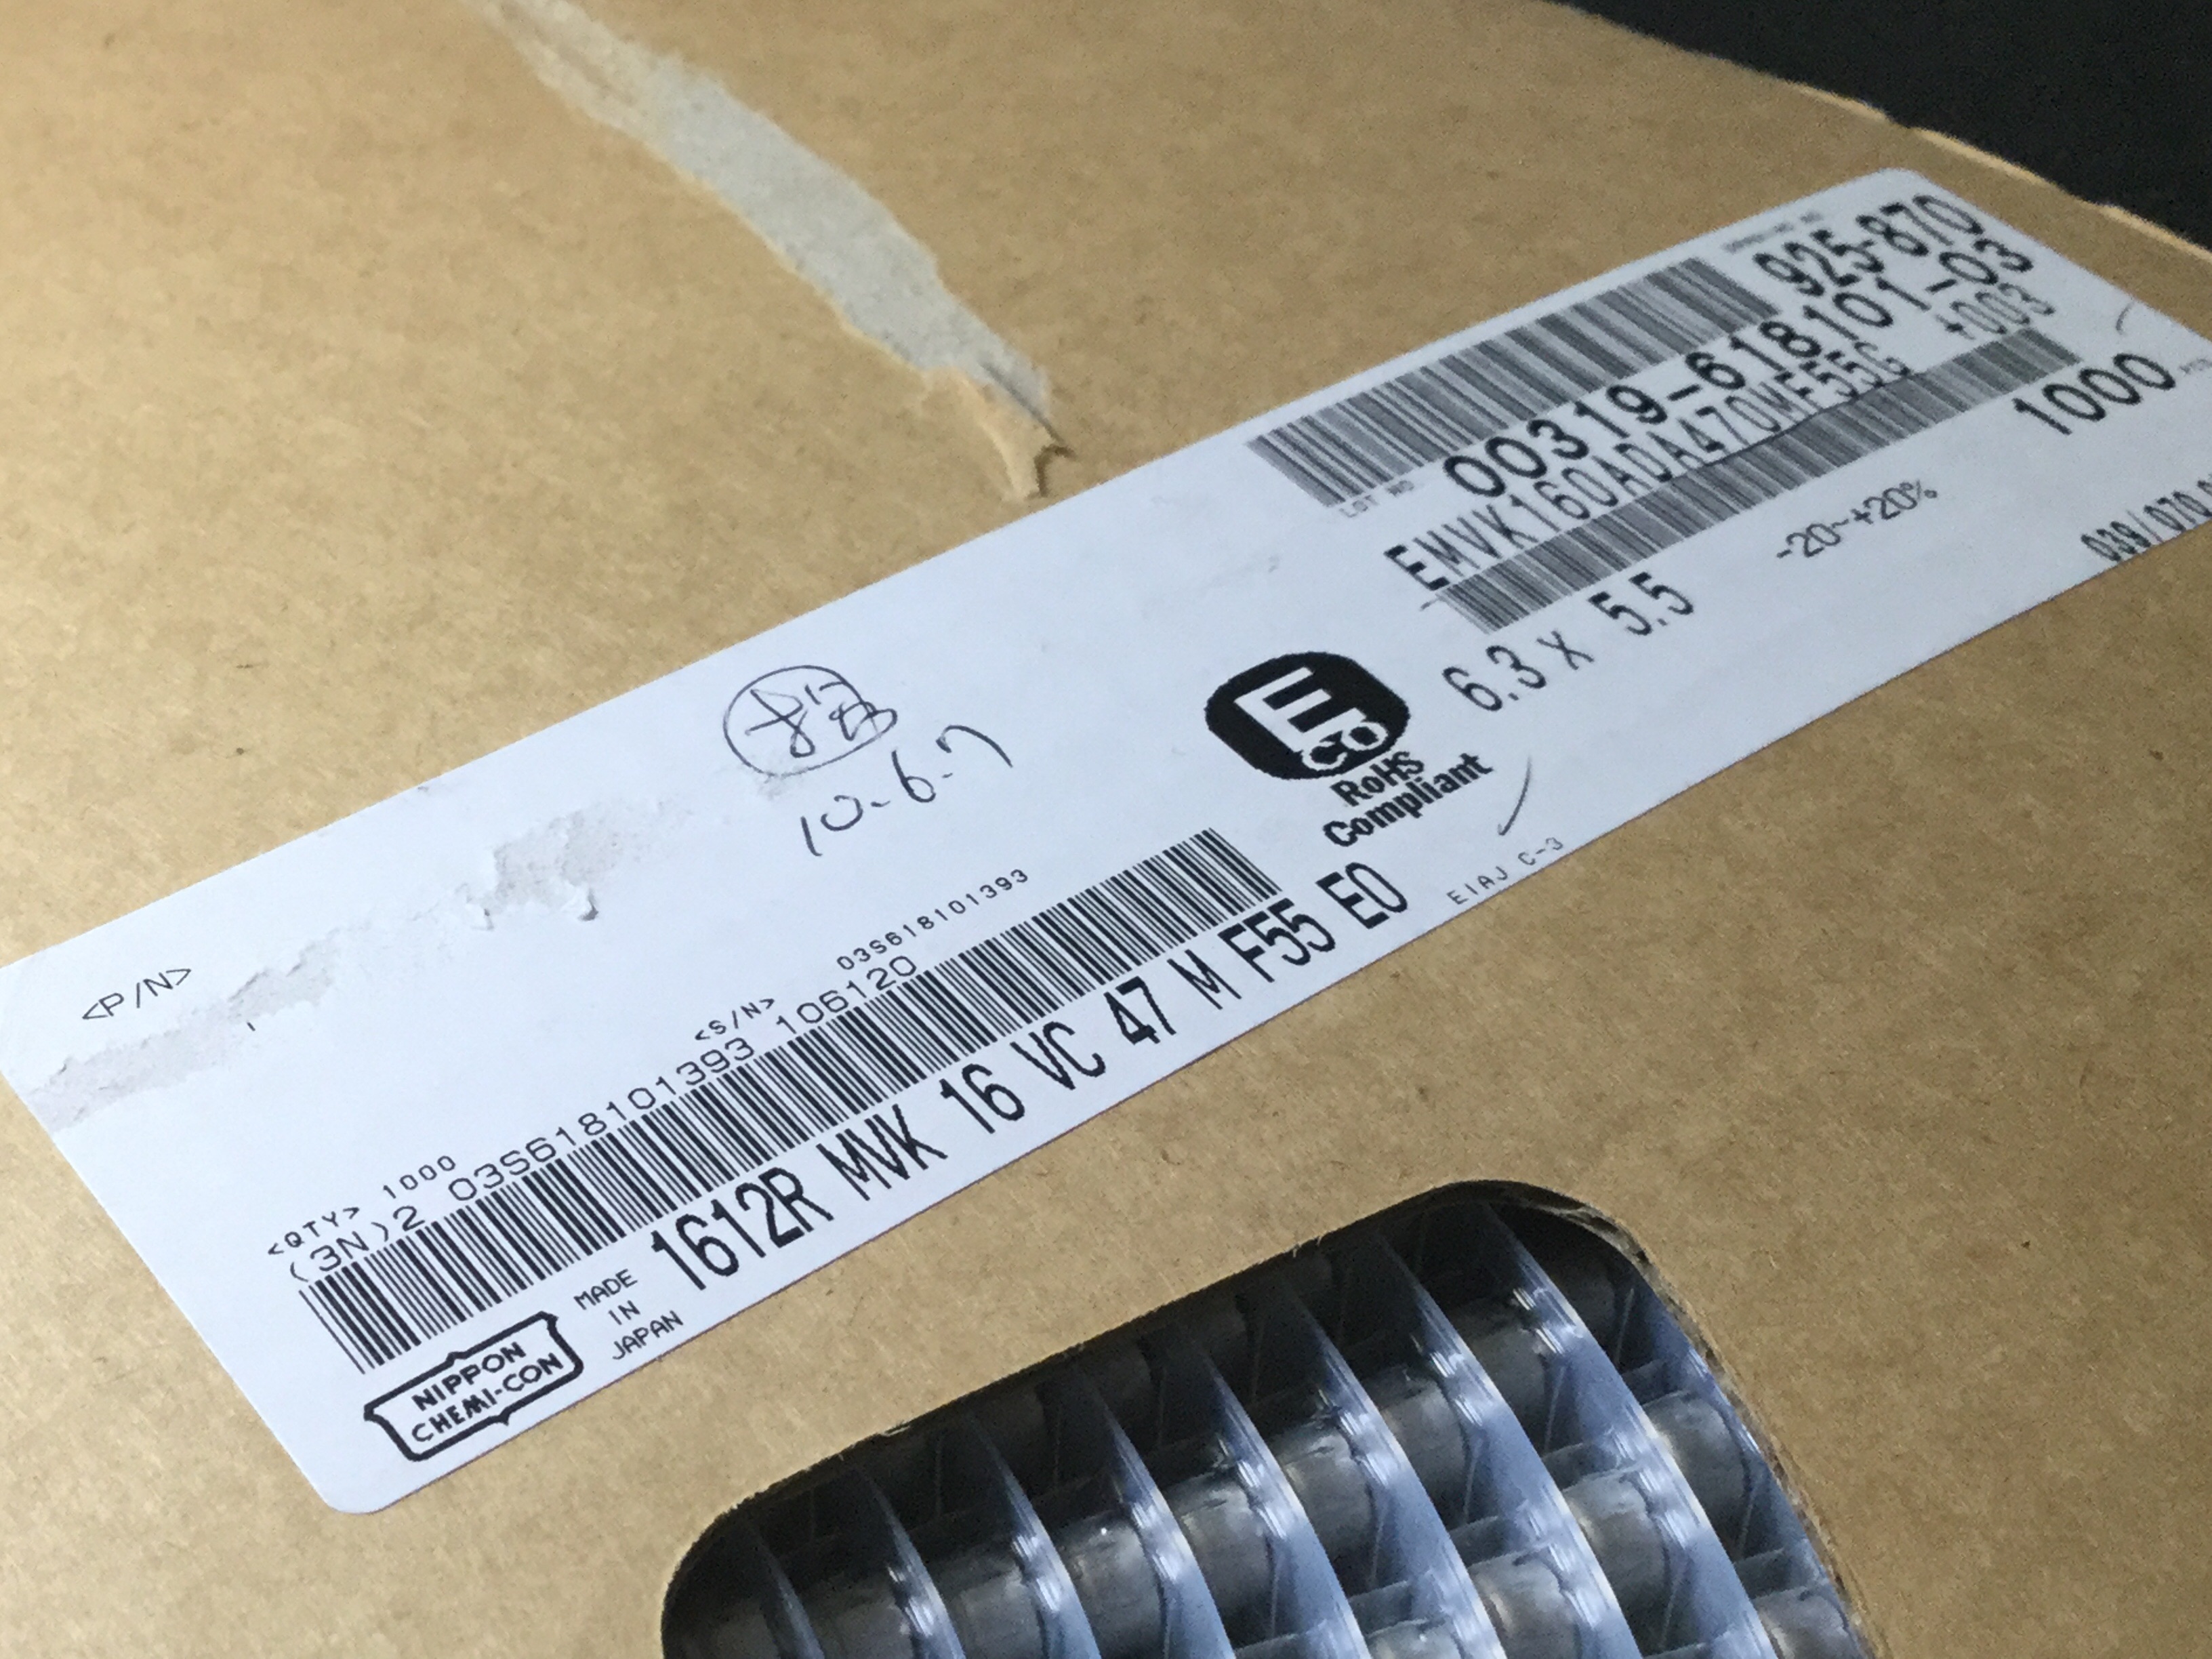 925-870
LOT NO. 00319-618101-03
EMVK160ADA470MF55G +003
1000
6.3 X 5.5
-20~+20%
Eco
RoHS
Compliant
EIAJ C-3
10-6-7
<P/N>
<S/N> 03S618101393
<QTY> 1000
(3N)2 03S618101393 106120
1612R MVK 16 VC 47 M F55 E0
MADE
IN
JAPAN
NIPPON
CHEMI-CON